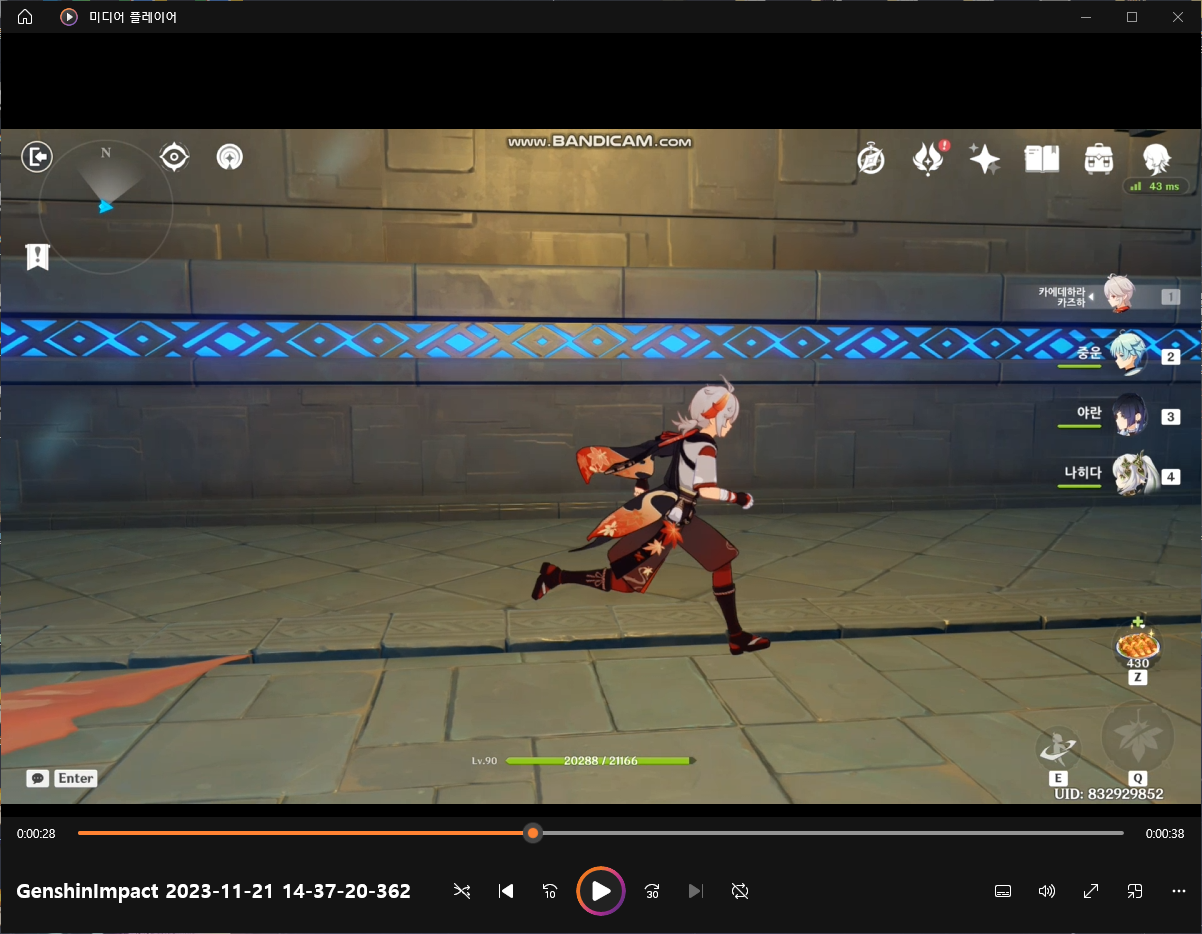 미디어 플레이어
www.BANDICAM.com
N
43 ms
카에데하라
카즈하
1
중운
2
야란
3
나히다
4
430
Z
Lv.90
20288 / 21166
Enter
E
Q
UID: 832929852
0:00:28
0:00:38
GenshinImpact 2023-11-21 14-37-20-362
10
30